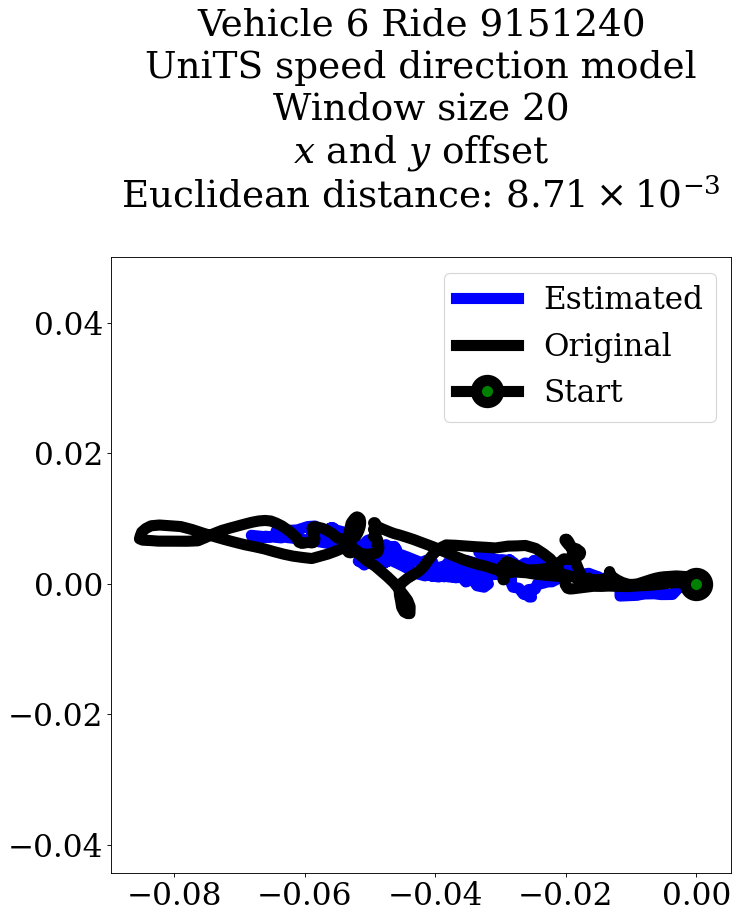 Vehicle 6 Ride 9151240
UniTS speed direction model
Window size 20
x and y offset
Euclidean distance: 8.71 × 10⁻³
Estimated
Original
Start
0.04
0.02
0.00
−0.02
−0.04
−0.08 −0.06 −0.04 −0.02 0.00